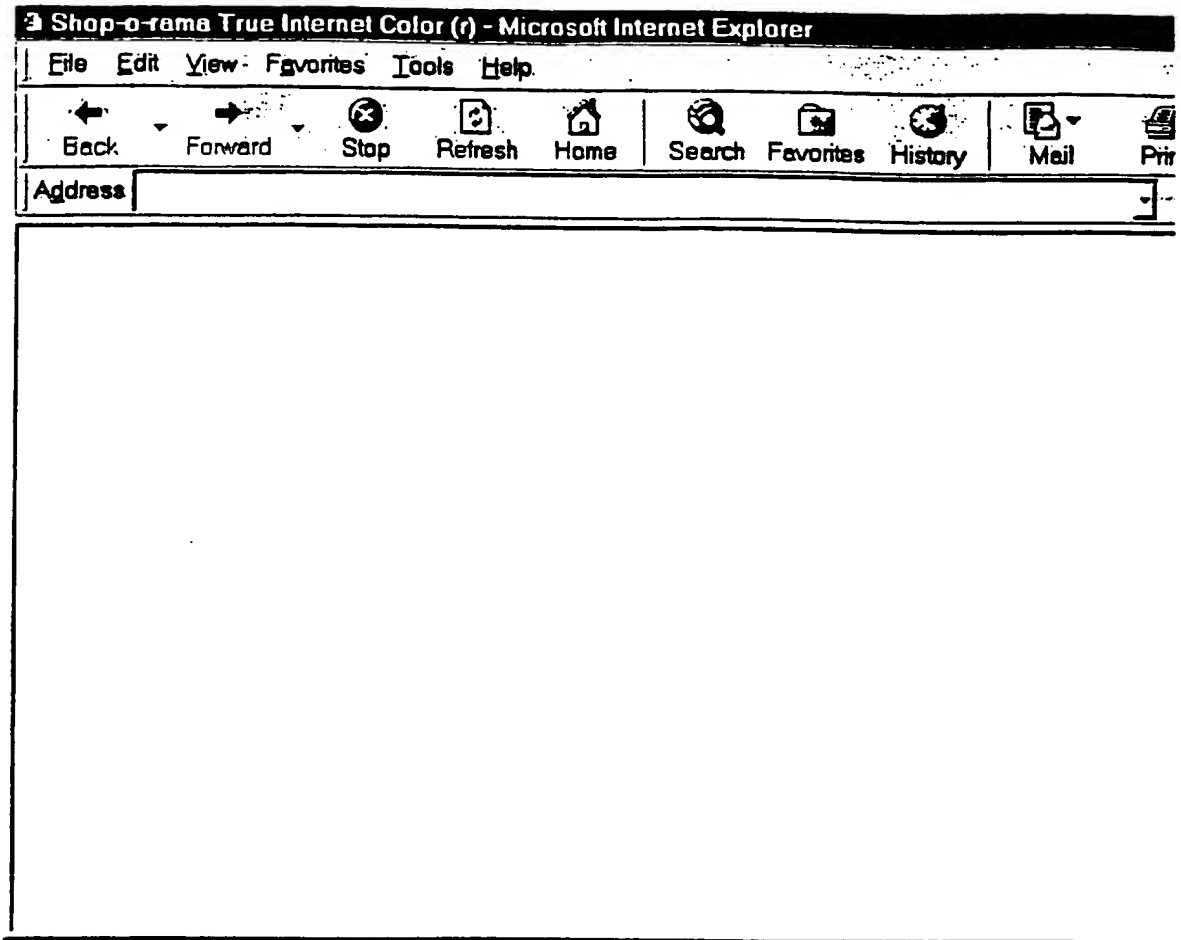 Shop-o-rama True Internet Color (r) - Microsoft Internet Explorer
File Edit View Favorites Tools Help
Back Forward Stop Refresh Home Search Favorites History Mail Prin
Address